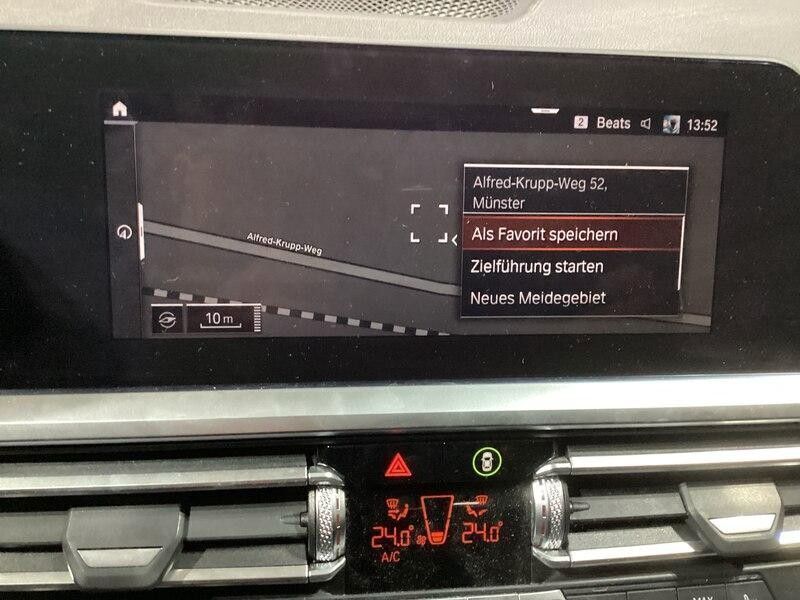 2 Beats 13:52
Alfred-Krupp-Weg 52,
Münster
Als Favorit speichern
Zielführung starten
Neues Meidegebiet
Alfred-Krupp-Weg
10 m
24.0° 24.0°
A/C
MAX